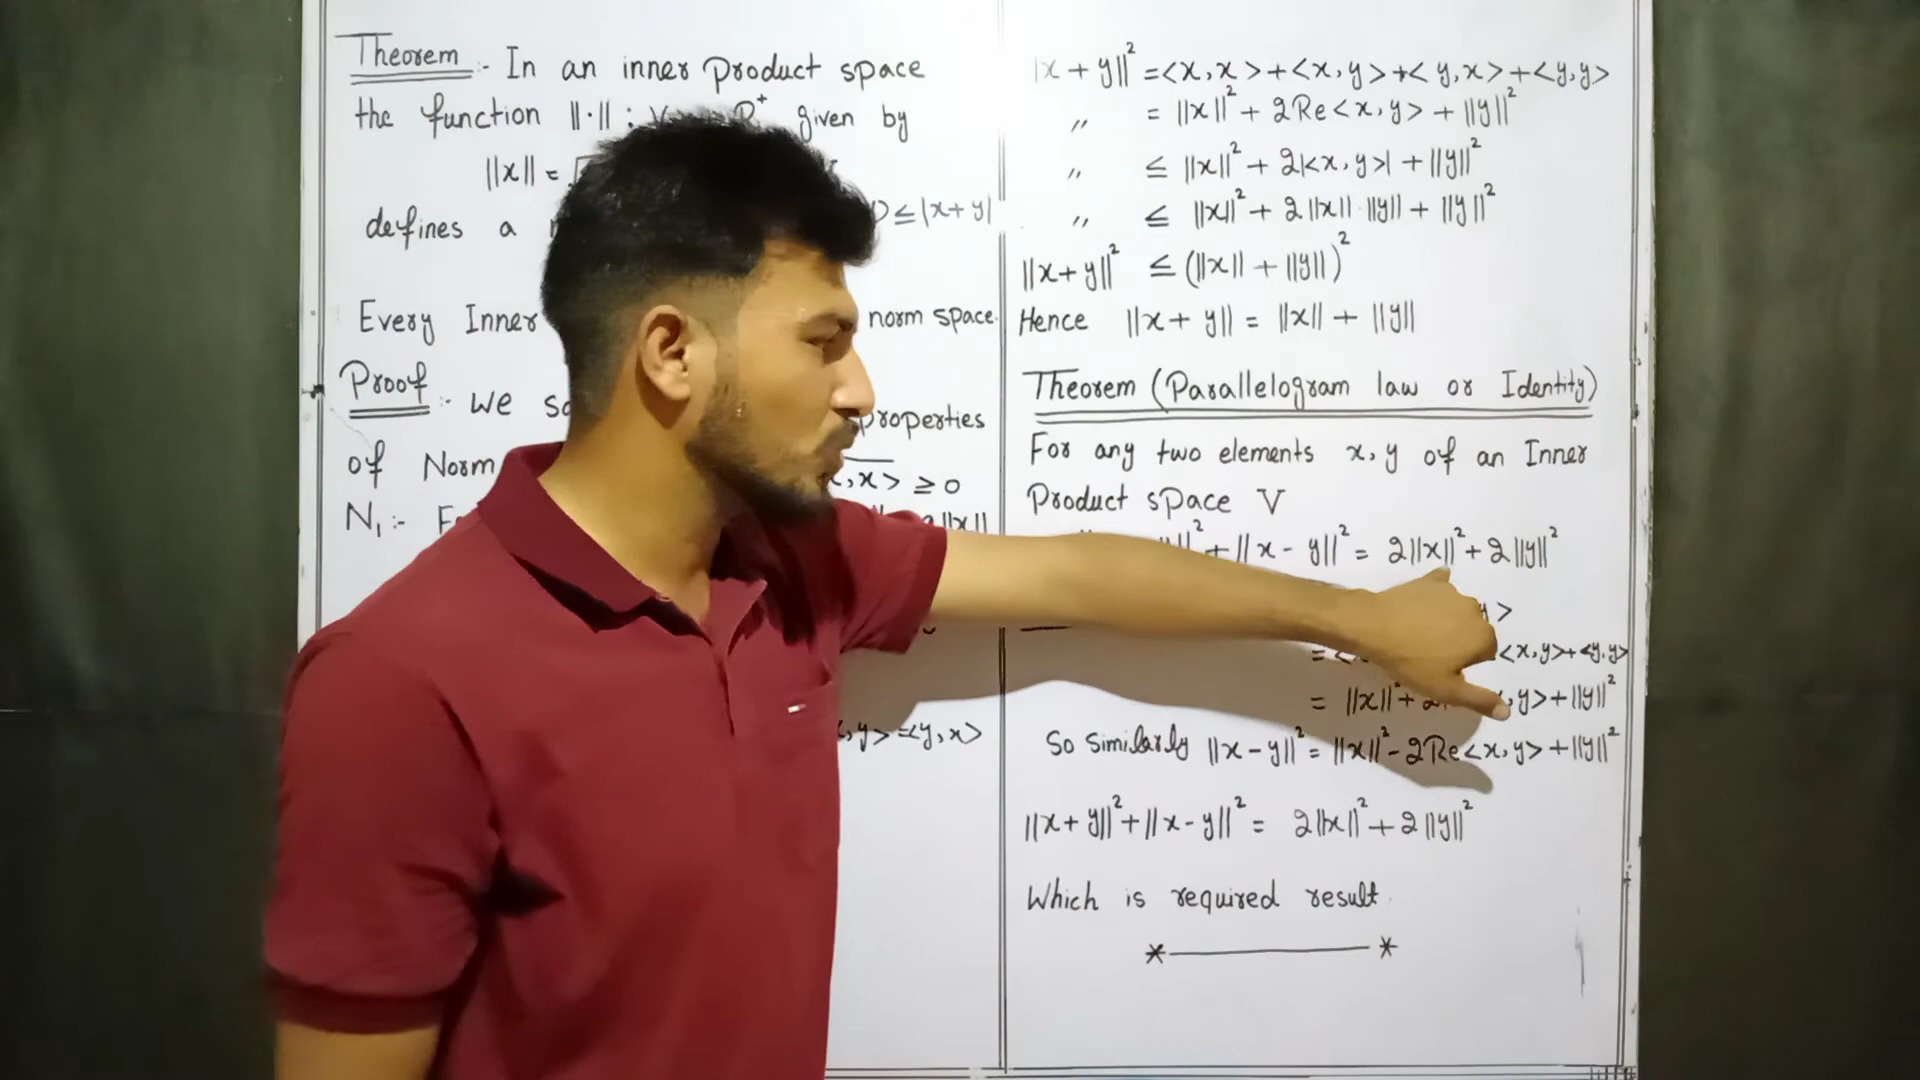 Theorem :- In an inner Product space
the function ||·|| : R⁺ given by
||x|| =
defines a ≤ |x+y|
Every Inner norm space.
Proof :- We properties
of Norm ,x> ≥ 0
N₁ :- ||x||
,y> = <y,x>
|x + y||² = <x,x> + <x,y> + <y,x> + <y,y>
,, = ||x||² + 2Re<x,y> + ||y||²
,, ≤ ||x||² + 2|<x,y>| + ||y||²
,, ≤ ||x||² + 2||x|| ||y|| + ||y||²
||x+y||² ≤ (||x|| + ||y||)²
Hence ||x + y|| = ||x|| + ||y||
Theorem (Parallelogram law or Identity)
For any two elements x,y of an Inner
Product space V
||² + ||x - y||² = 2||x||² + 2||y||²
y>
= <x <x,y> + <y,y>
= ||x||² + 2 ,y> + ||y||²
So Similarly ||x - y||² = ||x||² - 2Re<x,y> + ||y||²
||x + y||² + ||x - y||² = 2||x||² + 2||y||²
Which is required result.
*————*